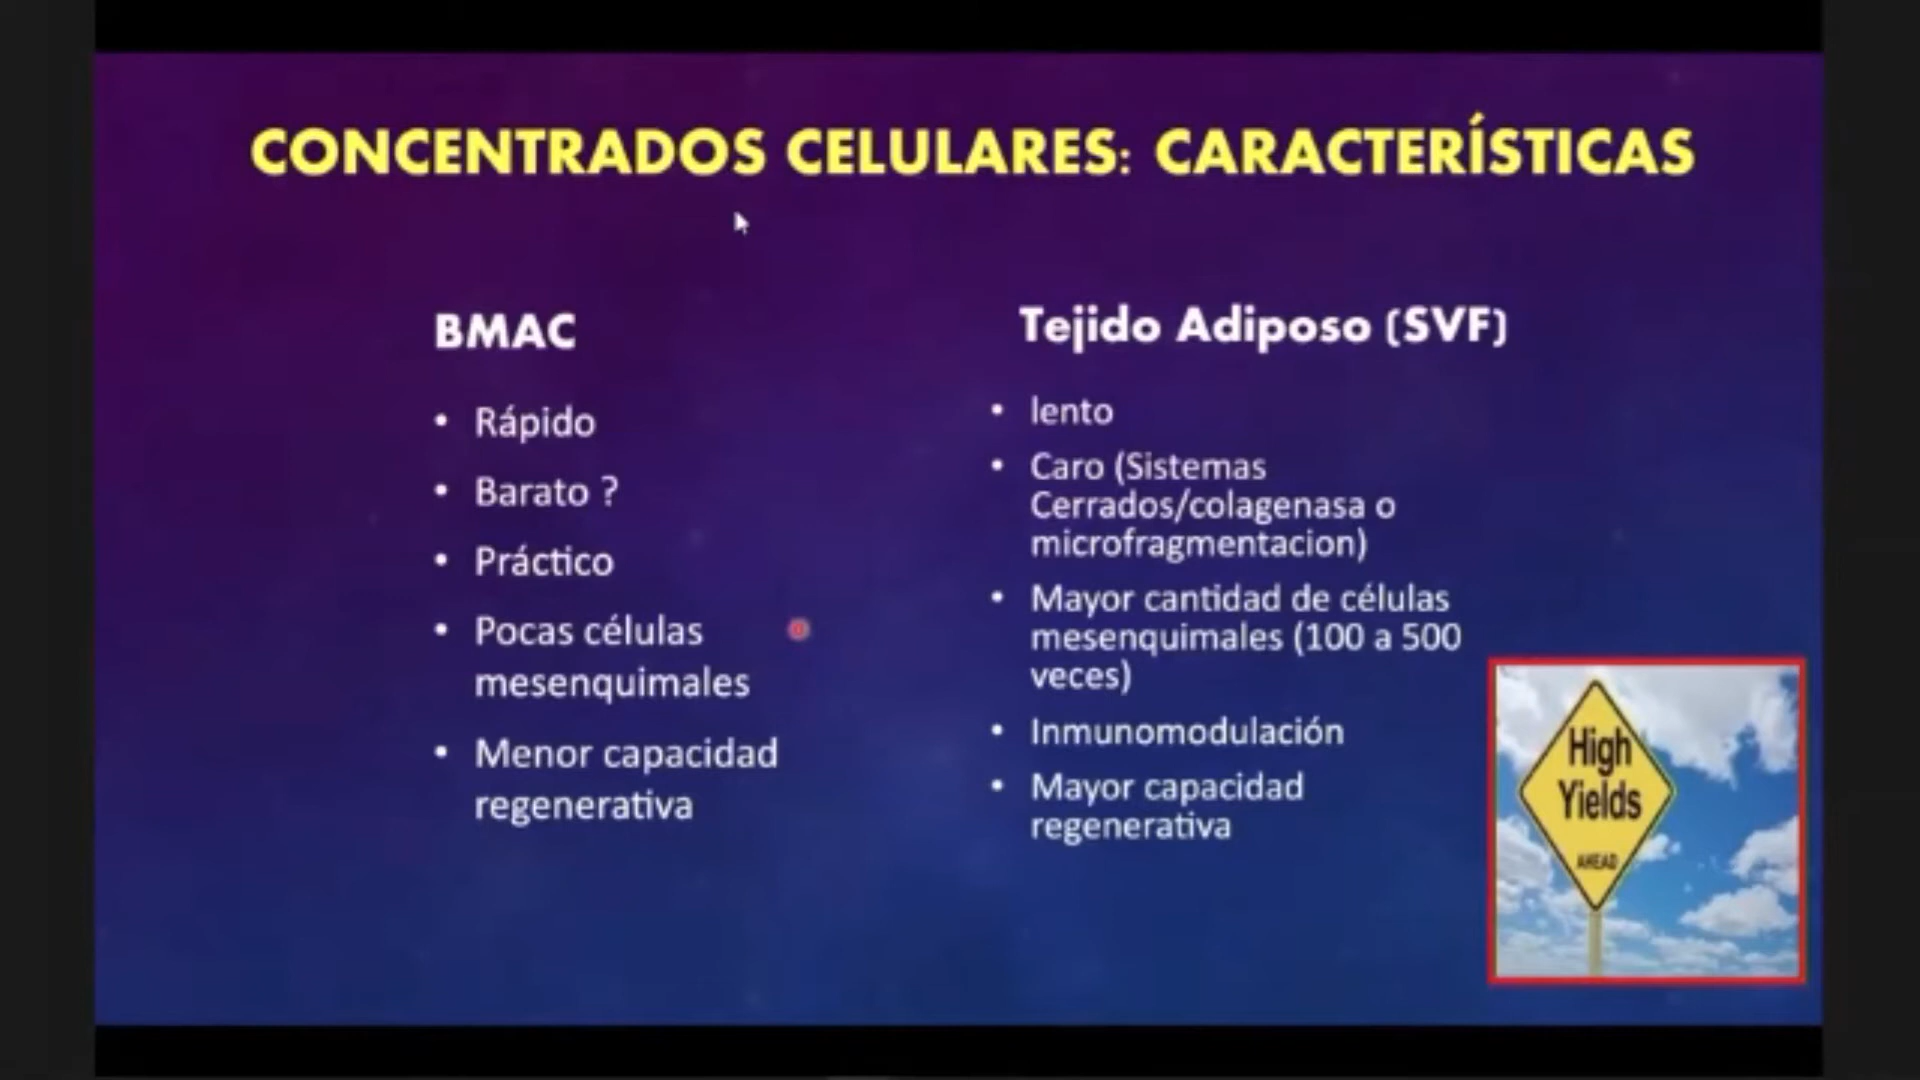 CONCENTRADOS CELULARES: CARACTERÍSTICAS
BMAC
• Rápido
• Barato ?
• Práctico
• Pocas células
mesenquimales
• Menor capacidad
regenerativa
Tejido Adiposo (SVF)
• lento
• Caro (Sistemas
Cerrados/colagenasa o
microfragmentacion)
• Mayor cantidad de células
mesenquimales (100 a 500
veces)
• Inmunomodulación
• Mayor capacidad
regenerativa
High
Yields
AHEAD